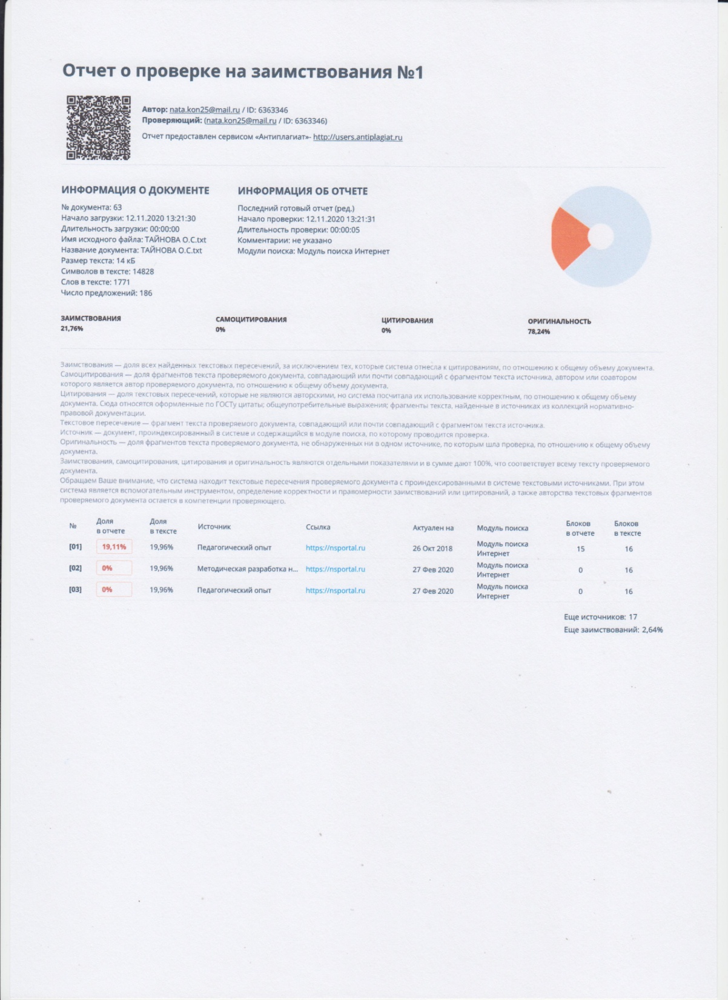 Отчет о проверке на заимствования №1
Автор: nata.kon25@mail.ru / ID: 6363346
Проверяющий: (nata.kon25@mail.ru / ID: 6363346)
Отчет предоставлен сервисом «Антиплагиат»- http://users.antiplagiat.ru
ИНФОРМАЦИЯ О ДОКУМЕНТЕ
№ документа: 63
Начало загрузки: 12.11.2020 13:21:30
Длительность загрузки: 00:00:00
Имя исходного файла: ТАЙНОВА О.С.txt
Название документа: ТАЙНОВА О.С.txt
Размер текста: 14 кБ
Cимволов в тексте: 14828
Слов в тексте: 1771
Число предложений: 186
ИНФОРМАЦИЯ ОБ ОТЧЕТЕ
Последний готовый отчет (ред.)
Начало проверки: 12.11.2020 13:21:31
Длительность проверки: 00:00:05
Комментарии: не указано
Модули поиска: Модуль поиска Интернет
ЗАИМСТВОВАНИЯ
21,76%
САМОЦИТИРОВАНИЯ
0%
ЦИТИРОВАНИЯ
0%
ОРИГИНАЛЬНОСТЬ
78,24%
Заимствования — доля всех найденных текстовых пересечений, за исключением тех, которые система отнесла к цитированиям, по отношению к общему объему документа.
Самоцитирования — доля фрагментов текста проверяемого документа, совпадающий или почти совпадающий с фрагментом текста источника, автором или соавтором
которого является автор проверяемого документа, по отношению к общему объему документа.
Цитирования — доля текстовых пересечений, которые не являются авторскими, но система посчитала их использование корректным, по отношению к общему объему
документа. Сюда относятся оформленные по ГОСТу цитаты; общеупотребительные выражения; фрагменты текста, найденные в источниках из коллекций нормативно-
правовой документации.
Текстовое пересечение — фрагмент текста проверяемого документа, совпадающий или почти совпадающий с фрагментом текста источника.
Источник — документ, проиндексированный в системе и содержащийся в модуле поиска, по которому проводится проверка.
Оригинальность — доля фрагментов текста проверяемого документа, не обнаруженных ни в одном источнике, по которым шла проверка, по отношению к общему объему
документа.
Заимствования, самоцитирования, цитирования и оригинальность являются отдельными показателями и в сумме дают 100%, что соответствует всему тексту проверяемого
документа.
Обращаем Ваше внимание, что система находит текстовые пересечения проверяемого документа с проиндексированными в системе текстовыми источниками. При этом
система является вспомогательным инструментом, определение корректности и правомерности заимствований или цитирований, а также авторства текстовых фрагментов
проверяемого документа остается в компетенции проверяющего.
№ Доля в отчете Доля в тексте Источник Ссылка Актуален на Модуль поиска Блоков в отчете Блоков в тексте
[01] 19,11% 19,96% Педагогический опыт https://nsportal.ru 26 Окт 2018 Модуль поиска Интернет 15 16
[02] 0% 19,96% Методическая разработка н... https://nsportal.ru 27 Фев 2020 Модуль поиска Интернет 0 16
[03] 0% 19,96% Педагогический опыт https://nsportal.ru 27 Фев 2020 Модуль поиска Интернет 0 16
Еще источников: 17
Еще заимствований: 2,64%